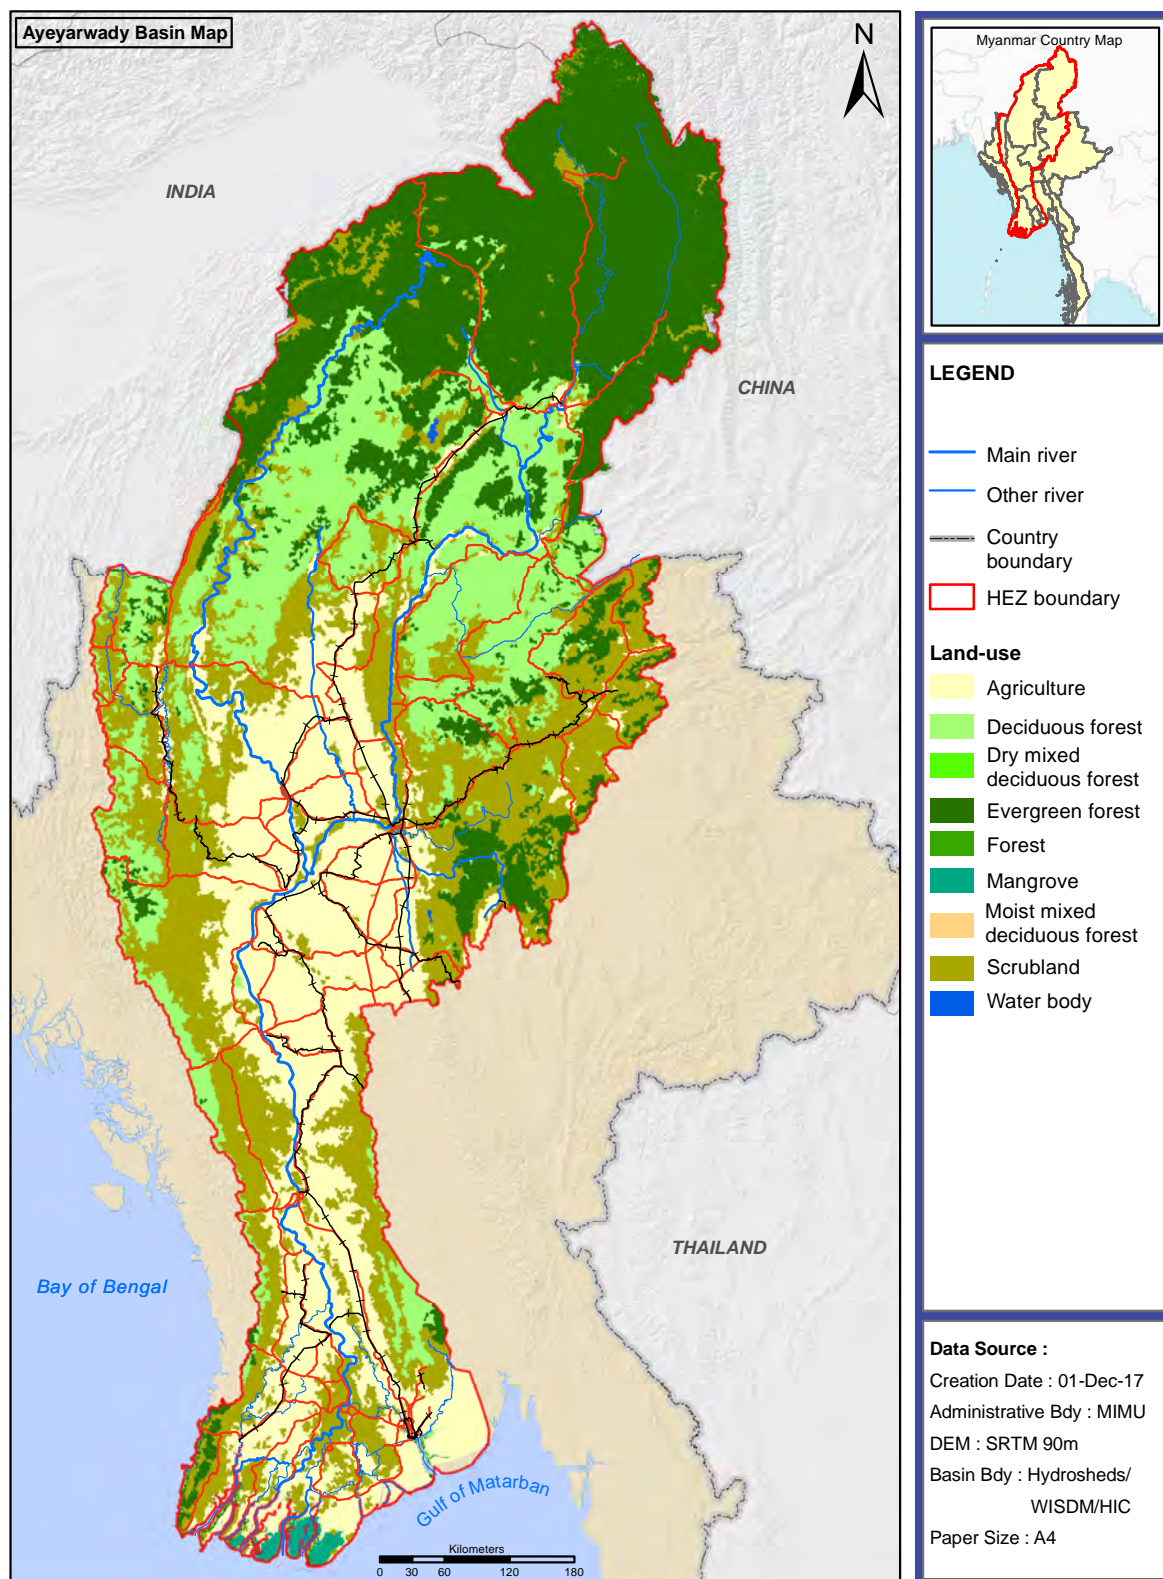 Ayeyarwady Basin Map
N
INDIA
CHINA
THAILAND
Bay of Bengal
Gulf of Matarban
Kilometers
0 30 60 120 180
Myanmar Country Map
LEGEND
Main river
Other river
Country
boundary
HEZ boundary
Land-use
Agriculture
Deciduous forest
Dry mixed
deciduous forest
Evergreen forest
Forest
Mangrove
Moist mixed
deciduous forest
Scrubland
Water body
Data Source :
Creation Date : 01-Dec-17
Administrative Bdy : MIMU
DEM : SRTM 90m
Basin Bdy : Hydrosheds/
WISDM/HIC
Paper Size : A4